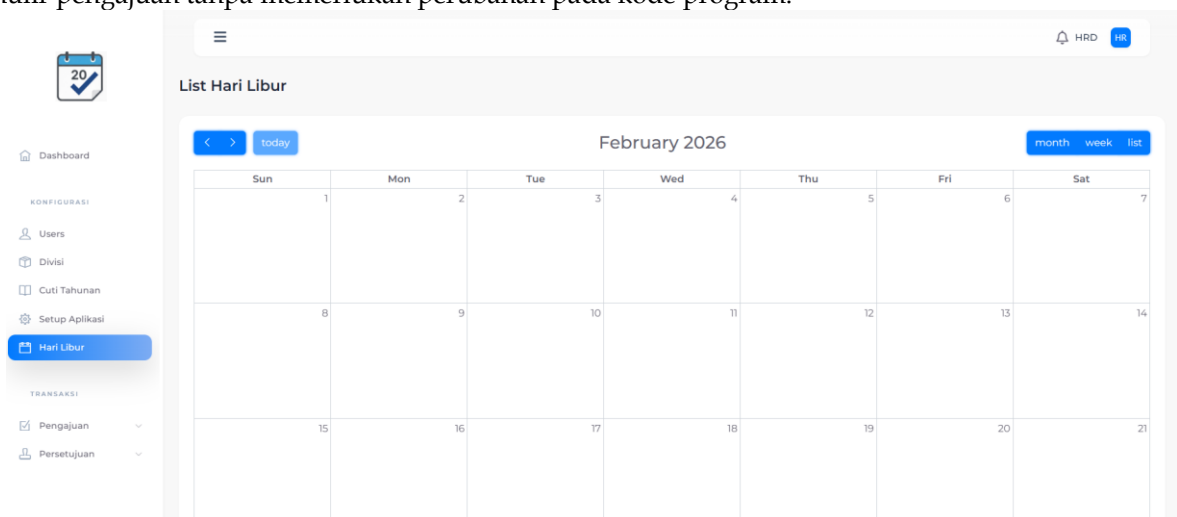 pengajuan tanpa memerlukan perubahan pada kode program.
HRD HR
20
List Hari Libur
today February 2026 month week list
Dashboard
Sun Mon Tue Wed Thu Fri Sat
1 2 3 4 5 6 7
KONFIGURASI
Users
Divisi
Cuti Tahunan
Setup Aplikasi
8 9 10 11 12 13 14
Hari Libur
TRANSAKSI
Pengajuan
15 16 17 18 19 20 21
Persetujuan